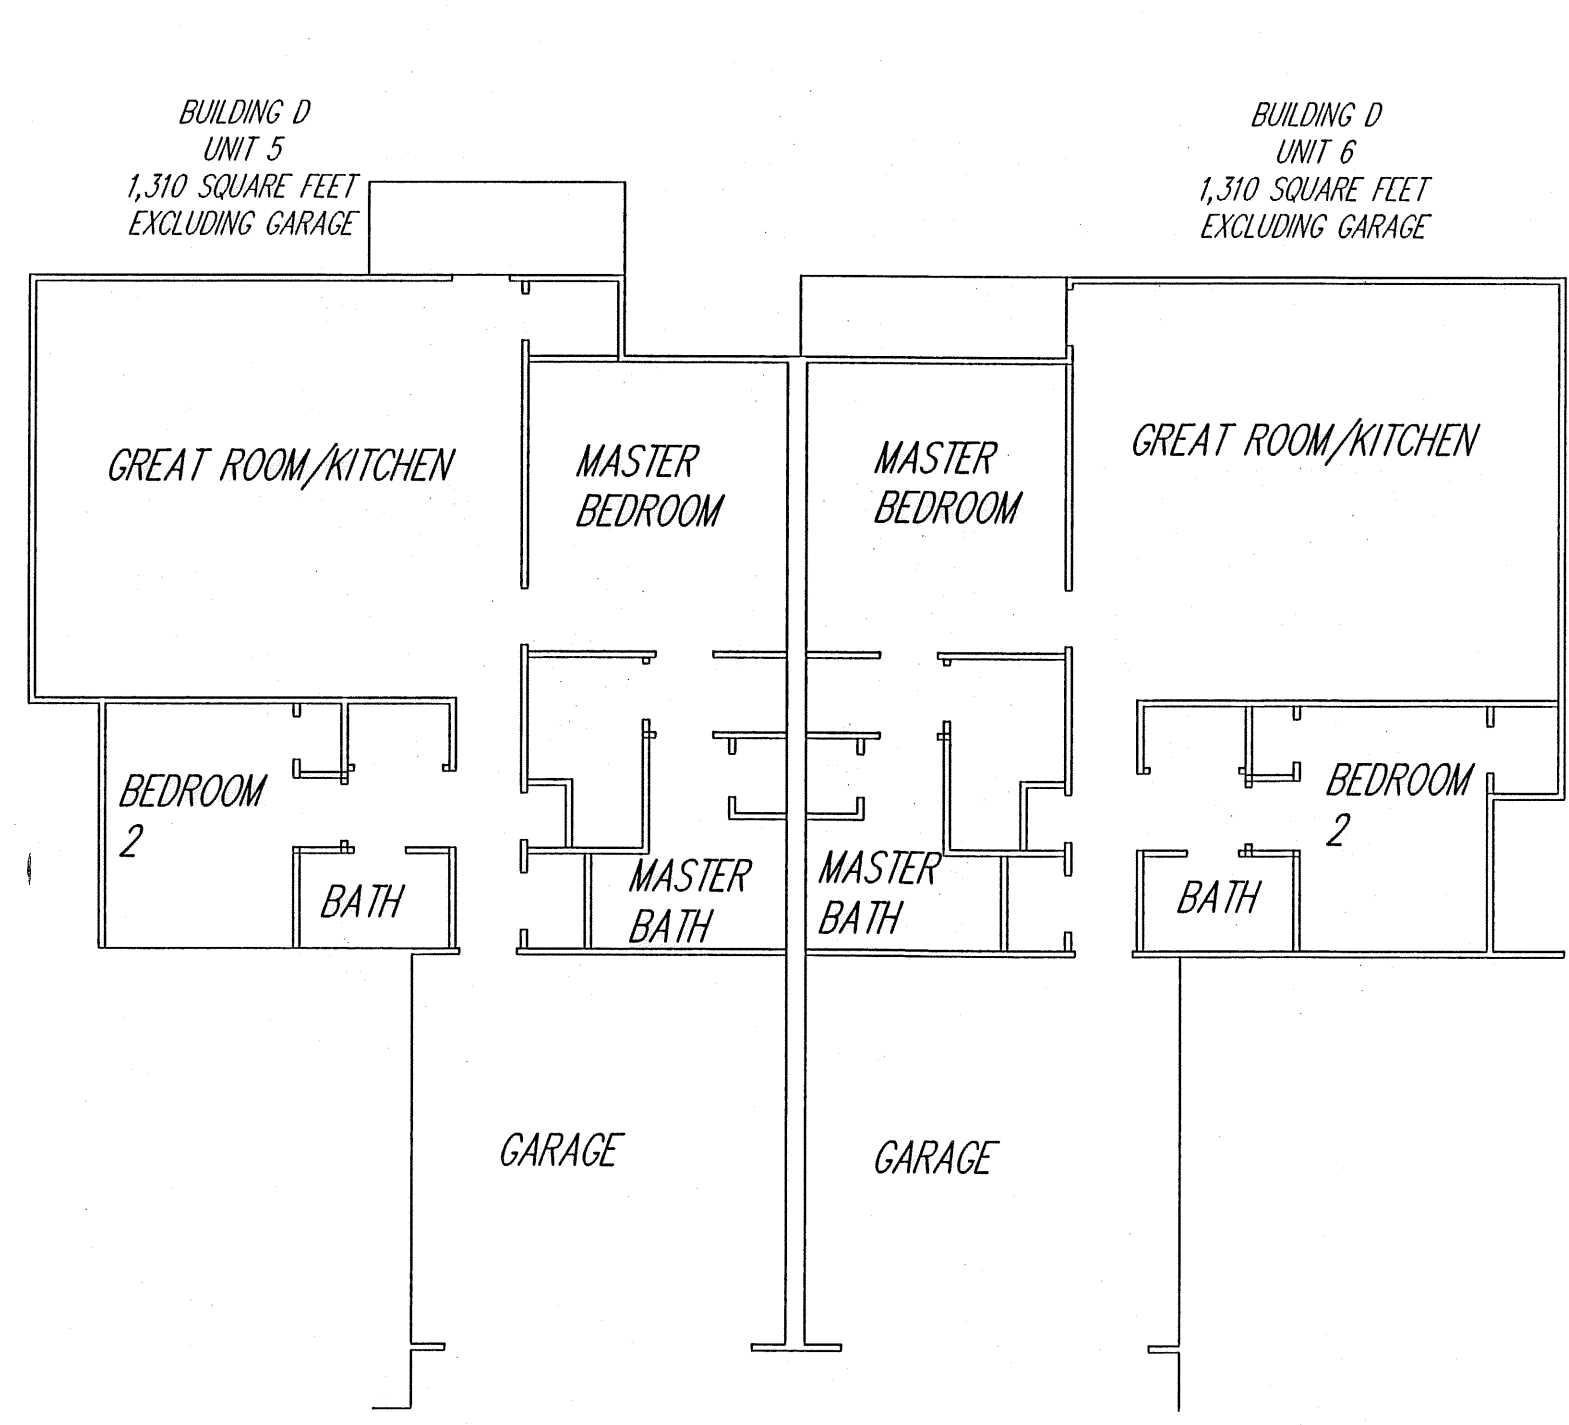 BUILDING D
UNIT 5
1,310 SQUARE FEET
EXCLUDING GARAGE
BUILDING D
UNIT 6
1,310 SQUARE FEET
EXCLUDING GARAGE
GREAT ROOM/KITCHEN
MASTER
BEDROOM
MASTER
BEDROOM
GREAT ROOM/KITCHEN
BEDROOM
2
BATH
MASTER
BATH
MASTER
BATH
BATH
BEDROOM
2
GARAGE
GARAGE